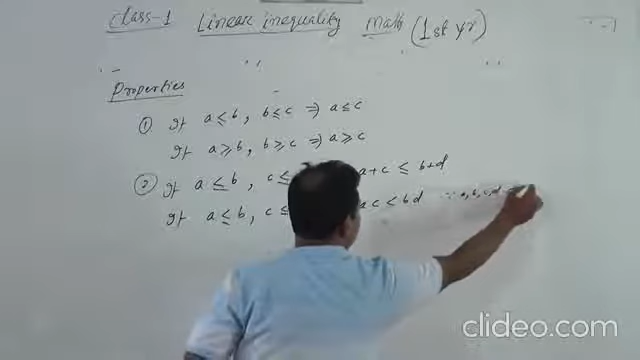 Class-1 Linear inequality Math (1st yr)
Properties
① If a ≤ b, b ≤ c ⇒ a ≤ c
If a ≥ b, b ≥ c ⇒ a ≥ c
② If a ≤ b, c ≤ a+c ≤ b+d
If a ≤ b, c ≤ ac ≤ bd ∵ a,b,c,d
clideo.com